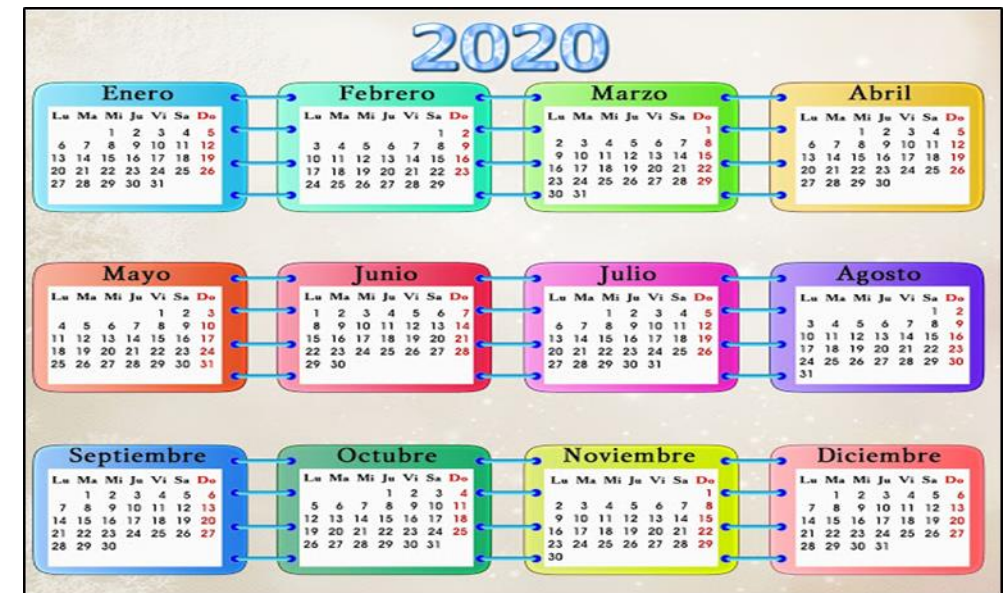 2020
Enero
Lu Ma Mi Ju Vi Sa Do
1 2 3 4 5
6 7 8 9 10 11 12
13 14 15 16 17 18 19
20 21 22 23 24 25 26
27 28 29 30 31
Febrero
Lu Ma Mi Ju Vi Sa Do
1 2
3 4 5 6 7 8 9
10 11 12 13 14 15 16
17 18 19 20 21 22 23
24 25 26 27 28 29
Marzo
Lu Ma Mi Ju Vi Sa Do
1
2 3 4 5 6 7 8
9 10 11 12 13 14 15
16 17 18 19 20 21 22
23 24 25 26 27 28 29
30 31
Abril
Lu Ma Mi Ju Vi Sa Do
1 2 3 4 5
6 7 8 9 10 11 12
13 14 15 16 17 18 19
20 21 22 23 24 25 26
27 28 29 30
Mayo
Lu Ma Mi Ju Vi Sa Do
1 2 3
4 5 6 7 8 9 10
11 12 13 14 15 16 17
18 19 20 21 22 23 24
25 26 27 28 29 30 31
Junio
Lu Ma Mi Ju Vi Sa Do
1 2 3 4 5 6 7
8 9 10 11 12 13 14
15 16 17 18 19 20 21
22 23 24 25 26 27 28
29 30
Julio
Lu Ma Mi Ju Vi Sa Do
1 2 3 4 5
6 7 8 9 10 11 12
13 14 15 16 17 18 19
20 21 22 23 24 25 26
27 28 29 30 31
Agosto
Lu Ma Mi Ju Vi Sa Do
1 2
3 4 5 6 7 8 9
10 11 12 13 14 15 16
17 18 19 20 21 22 23
24 25 26 27 28 29 30
31
Septiembre
Lu Ma Mi Ju Vi Sa Do
1 2 3 4 5 6
7 8 9 10 11 12 13
14 15 16 17 18 19 20
21 22 23 24 25 26 27
28 29 30
Octubre
Lu Ma Mi Ju Vi Sa Do
1 2 3 4
5 6 7 8 9 10 11
12 13 14 15 16 17 18
19 20 21 22 23 24 25
26 27 28 29 30 31
Noviembre
Lu Ma Mi Ju Vi Sa Do
1
2 3 4 5 6 7 8
9 10 11 12 13 14 15
16 17 18 19 20 21 22
23 24 25 26 27 28 29
30
Diciembre
Lu Ma Mi Ju Vi Sa Do
1 2 3 4 5 6
7 8 9 10 11 12 13
14 15 16 17 18 19 20
21 22 23 24 25 26 27
28 29 30 31